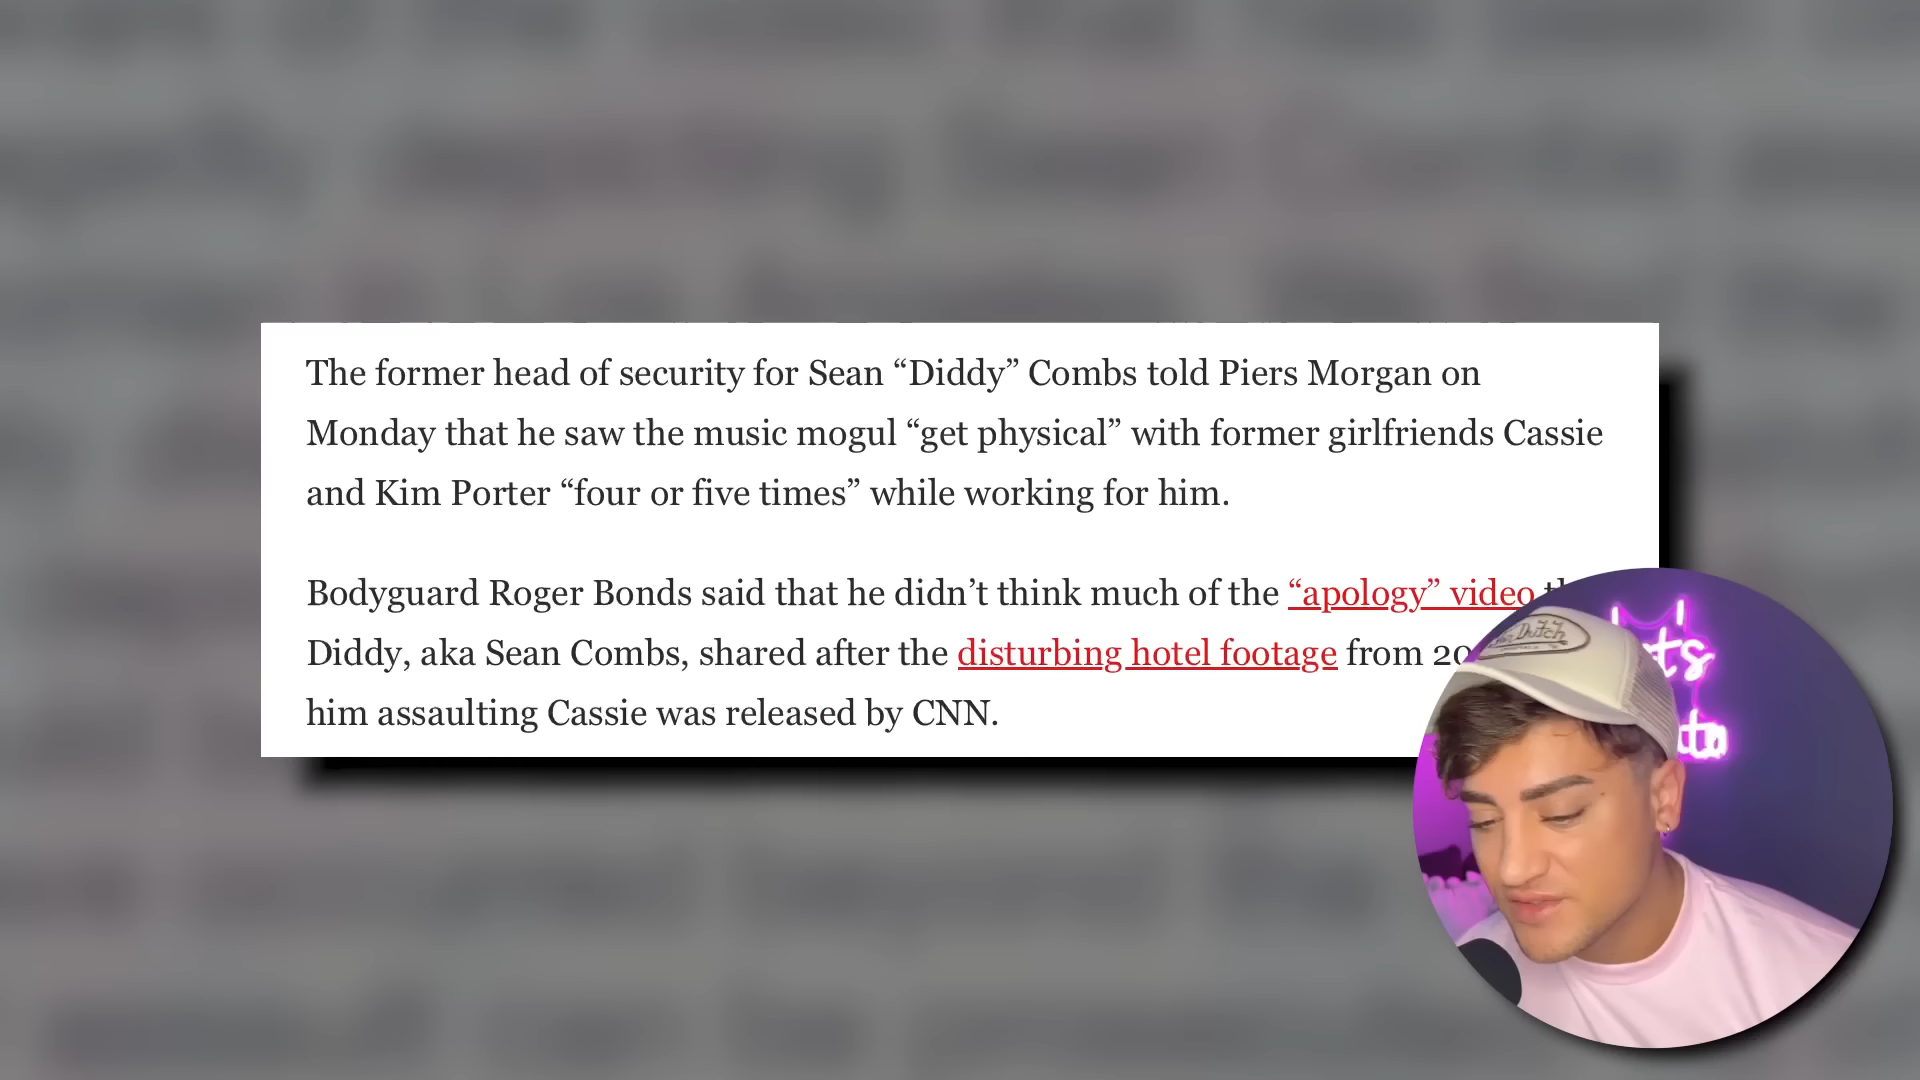 The former head of security for Sean “Diddy” Combs told Piers Morgan on
Monday that he saw the music mogul “get physical” with former girlfriends Cassie
and Kim Porter “four or five times” while working for him.
Bodyguard Roger Bonds said that he didn’t think much of the “apology” video
Diddy, aka Sean Combs, shared after the disturbing hotel footage from
him assaulting Cassie was released by CNN.
Dutch